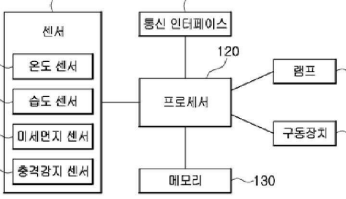 센서
온도 센서
습도 센서
미세먼지 센서
충격감지 센서
통신 인터페이스
120
프로세서
램프
구동장치
메모리
130